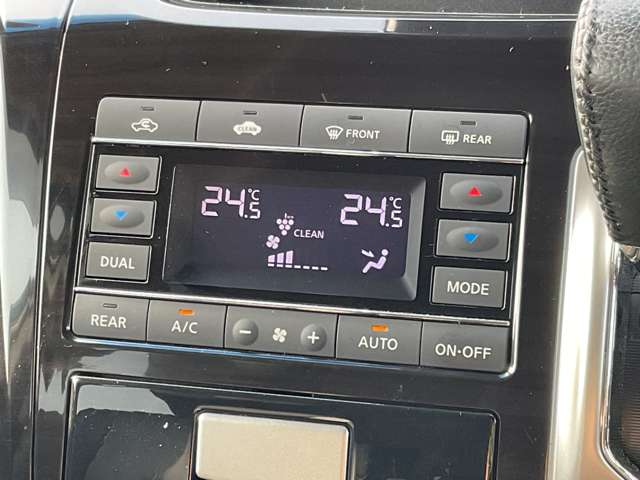 CLEAN
FRONT
REAR
24.5°C
24.5°C
CLEAN
DUAL
MODE
REAR
A/C
− +
AUTO
ON·OFF